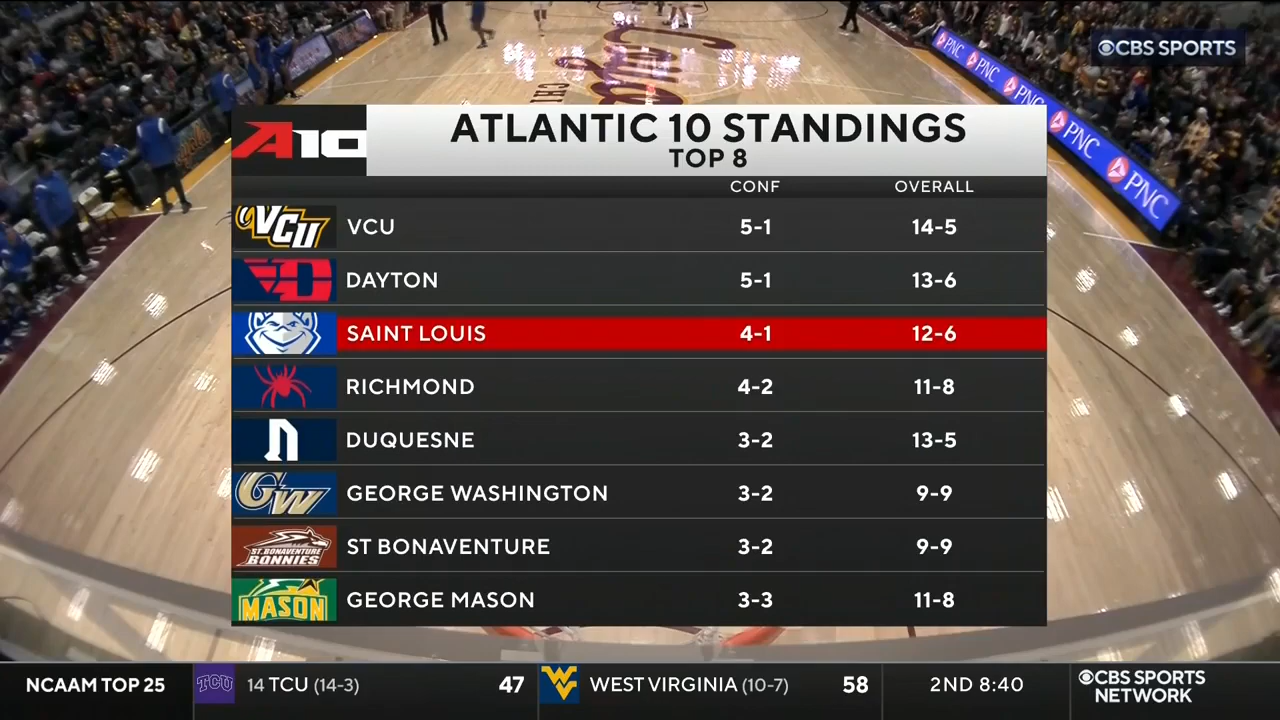 CBS SPORTS
PNC PNC PNC PNC PNC
A10
ATLANTIC 10 STANDINGS
TOP 8
CONF OVERALL
VCU VCU 5-1 14-5
D DAYTON 5-1 13-6
SAINT LOUIS 4-1 12-6
RICHMOND 4-2 11-8
D DUQUESNE 3-2 13-5
GW GEORGE WASHINGTON 3-2 9-9
ST. BONAVENTURE BONNIES ST BONAVENTURE 3-2 9-9
MASON GEORGE MASON 3-3 11-8
NCAAM TOP 25 TCU 14 TCU (14-3) 47 WV WEST VIRGINIA (10-7) 58 2ND 8:40 CBS SPORTS NETWORK